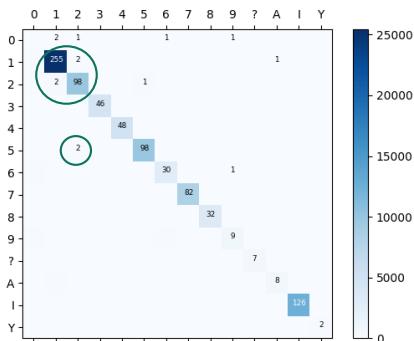 0 1 2 3 4 5 6 7 8 9 ? A I Y
0 2 1 1 1
1 255 2 1
2 2 98 1
3 46
4 48
5 2 98
6 30 1
7 82
8 32
9 9
? 7
A 8
I 126
Y 2
25000
20000
15000
10000
5000
0